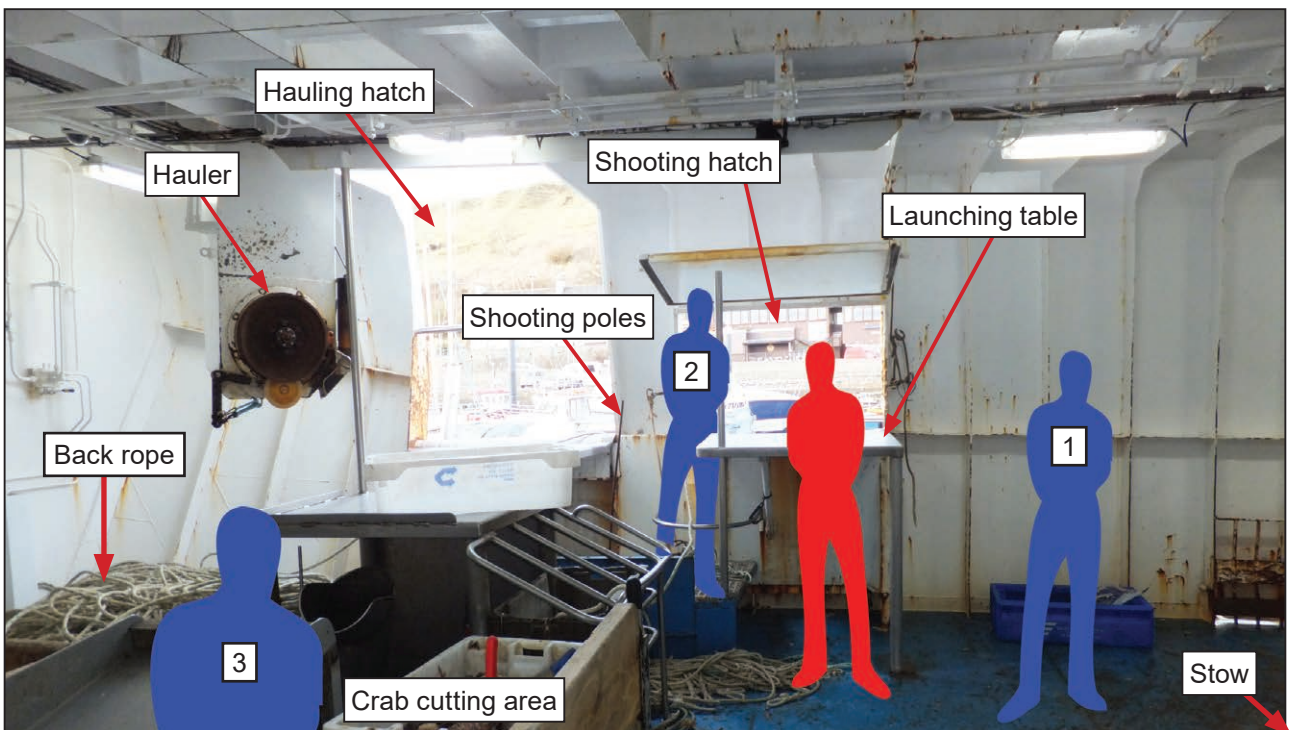 Hauling hatch
Shooting hatch
Hauler
Launching table
Shooting poles
2
1
Back rope
3
Stow
Crab cutting area